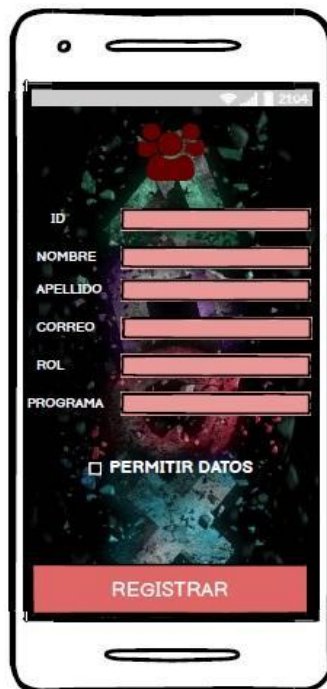 21:04
ID
NOMBRE
APELLIDO
CORREO
ROL
PROGRAMA
PERMITIR DATOS
REGISTRAR